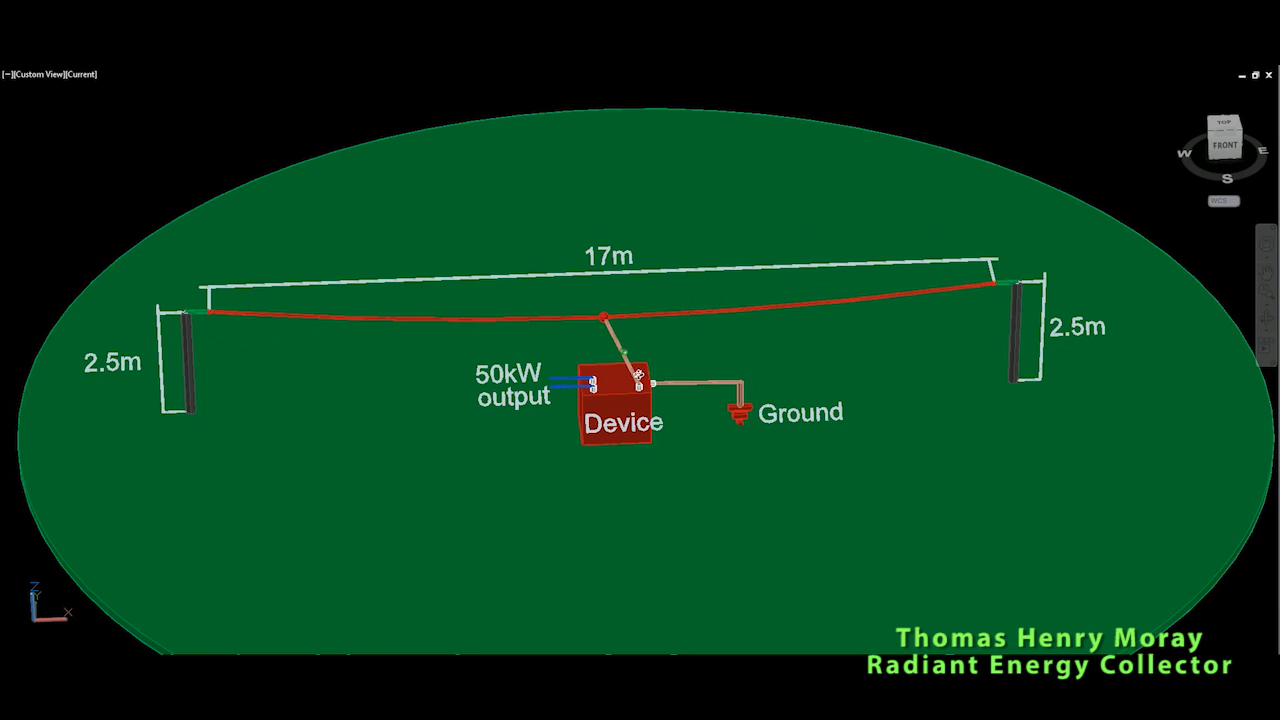 [−][Custom View][Current]
TOP
FRONT
W
E
S
WCS
17m
2.5m
2.5m
50kW
output
Device
Ground
Z
Y
X
Thomas Henry Moray
Radiant Energy Collector